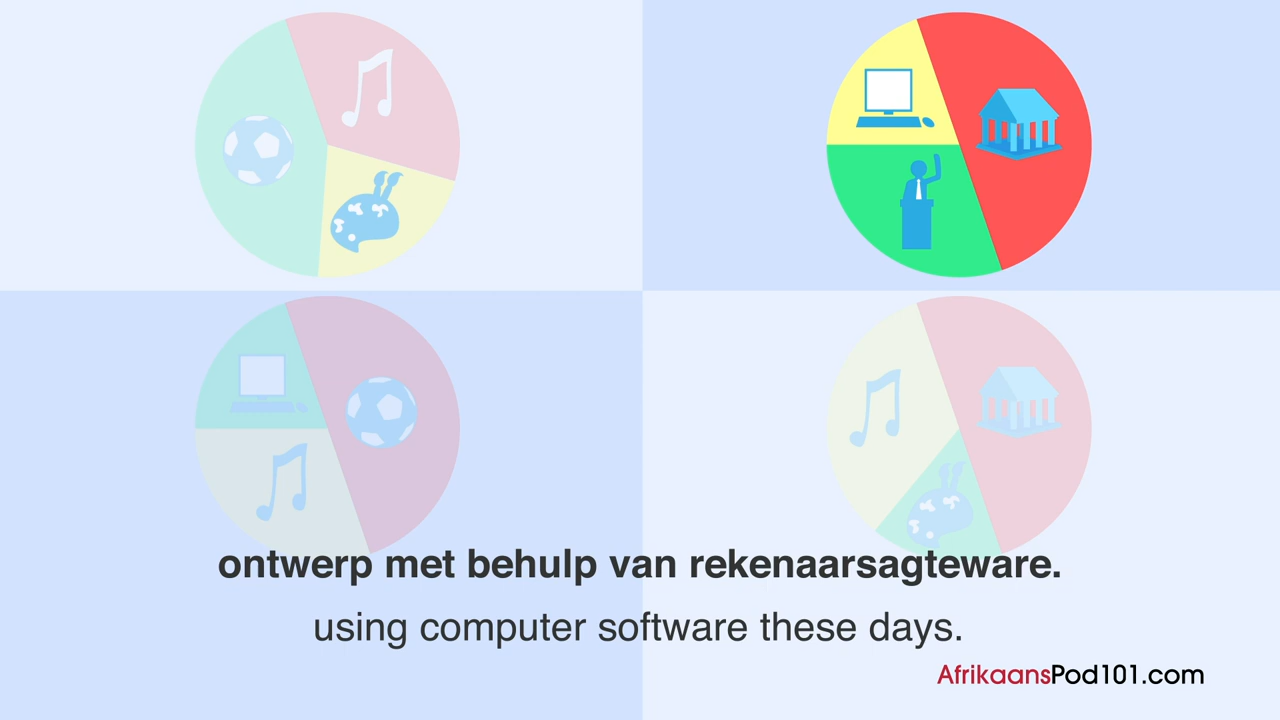 ontwerp met behulp van rekenaarsagteware.
using computer software these days.
AfrikaansPod101.com